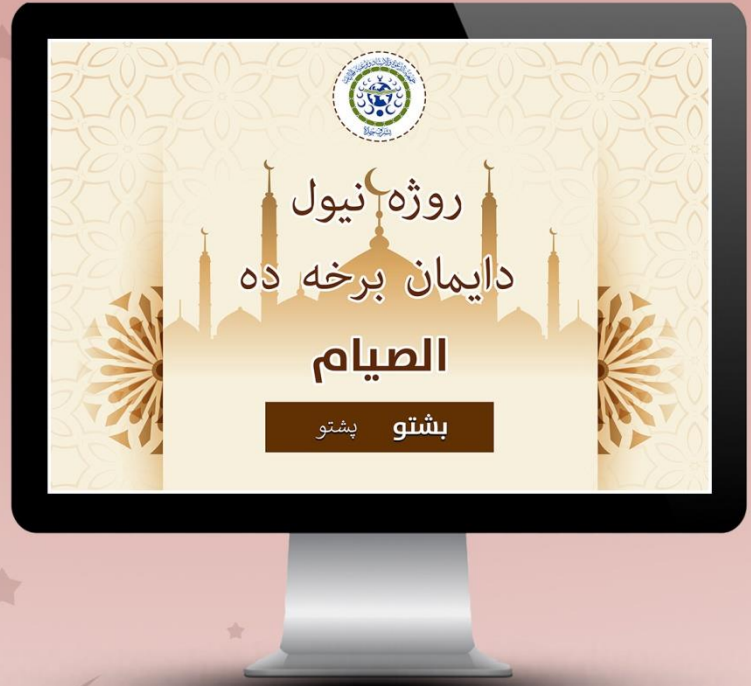 روژه نیول
دایمان برخه ده
الصيام
بشتو پشتو